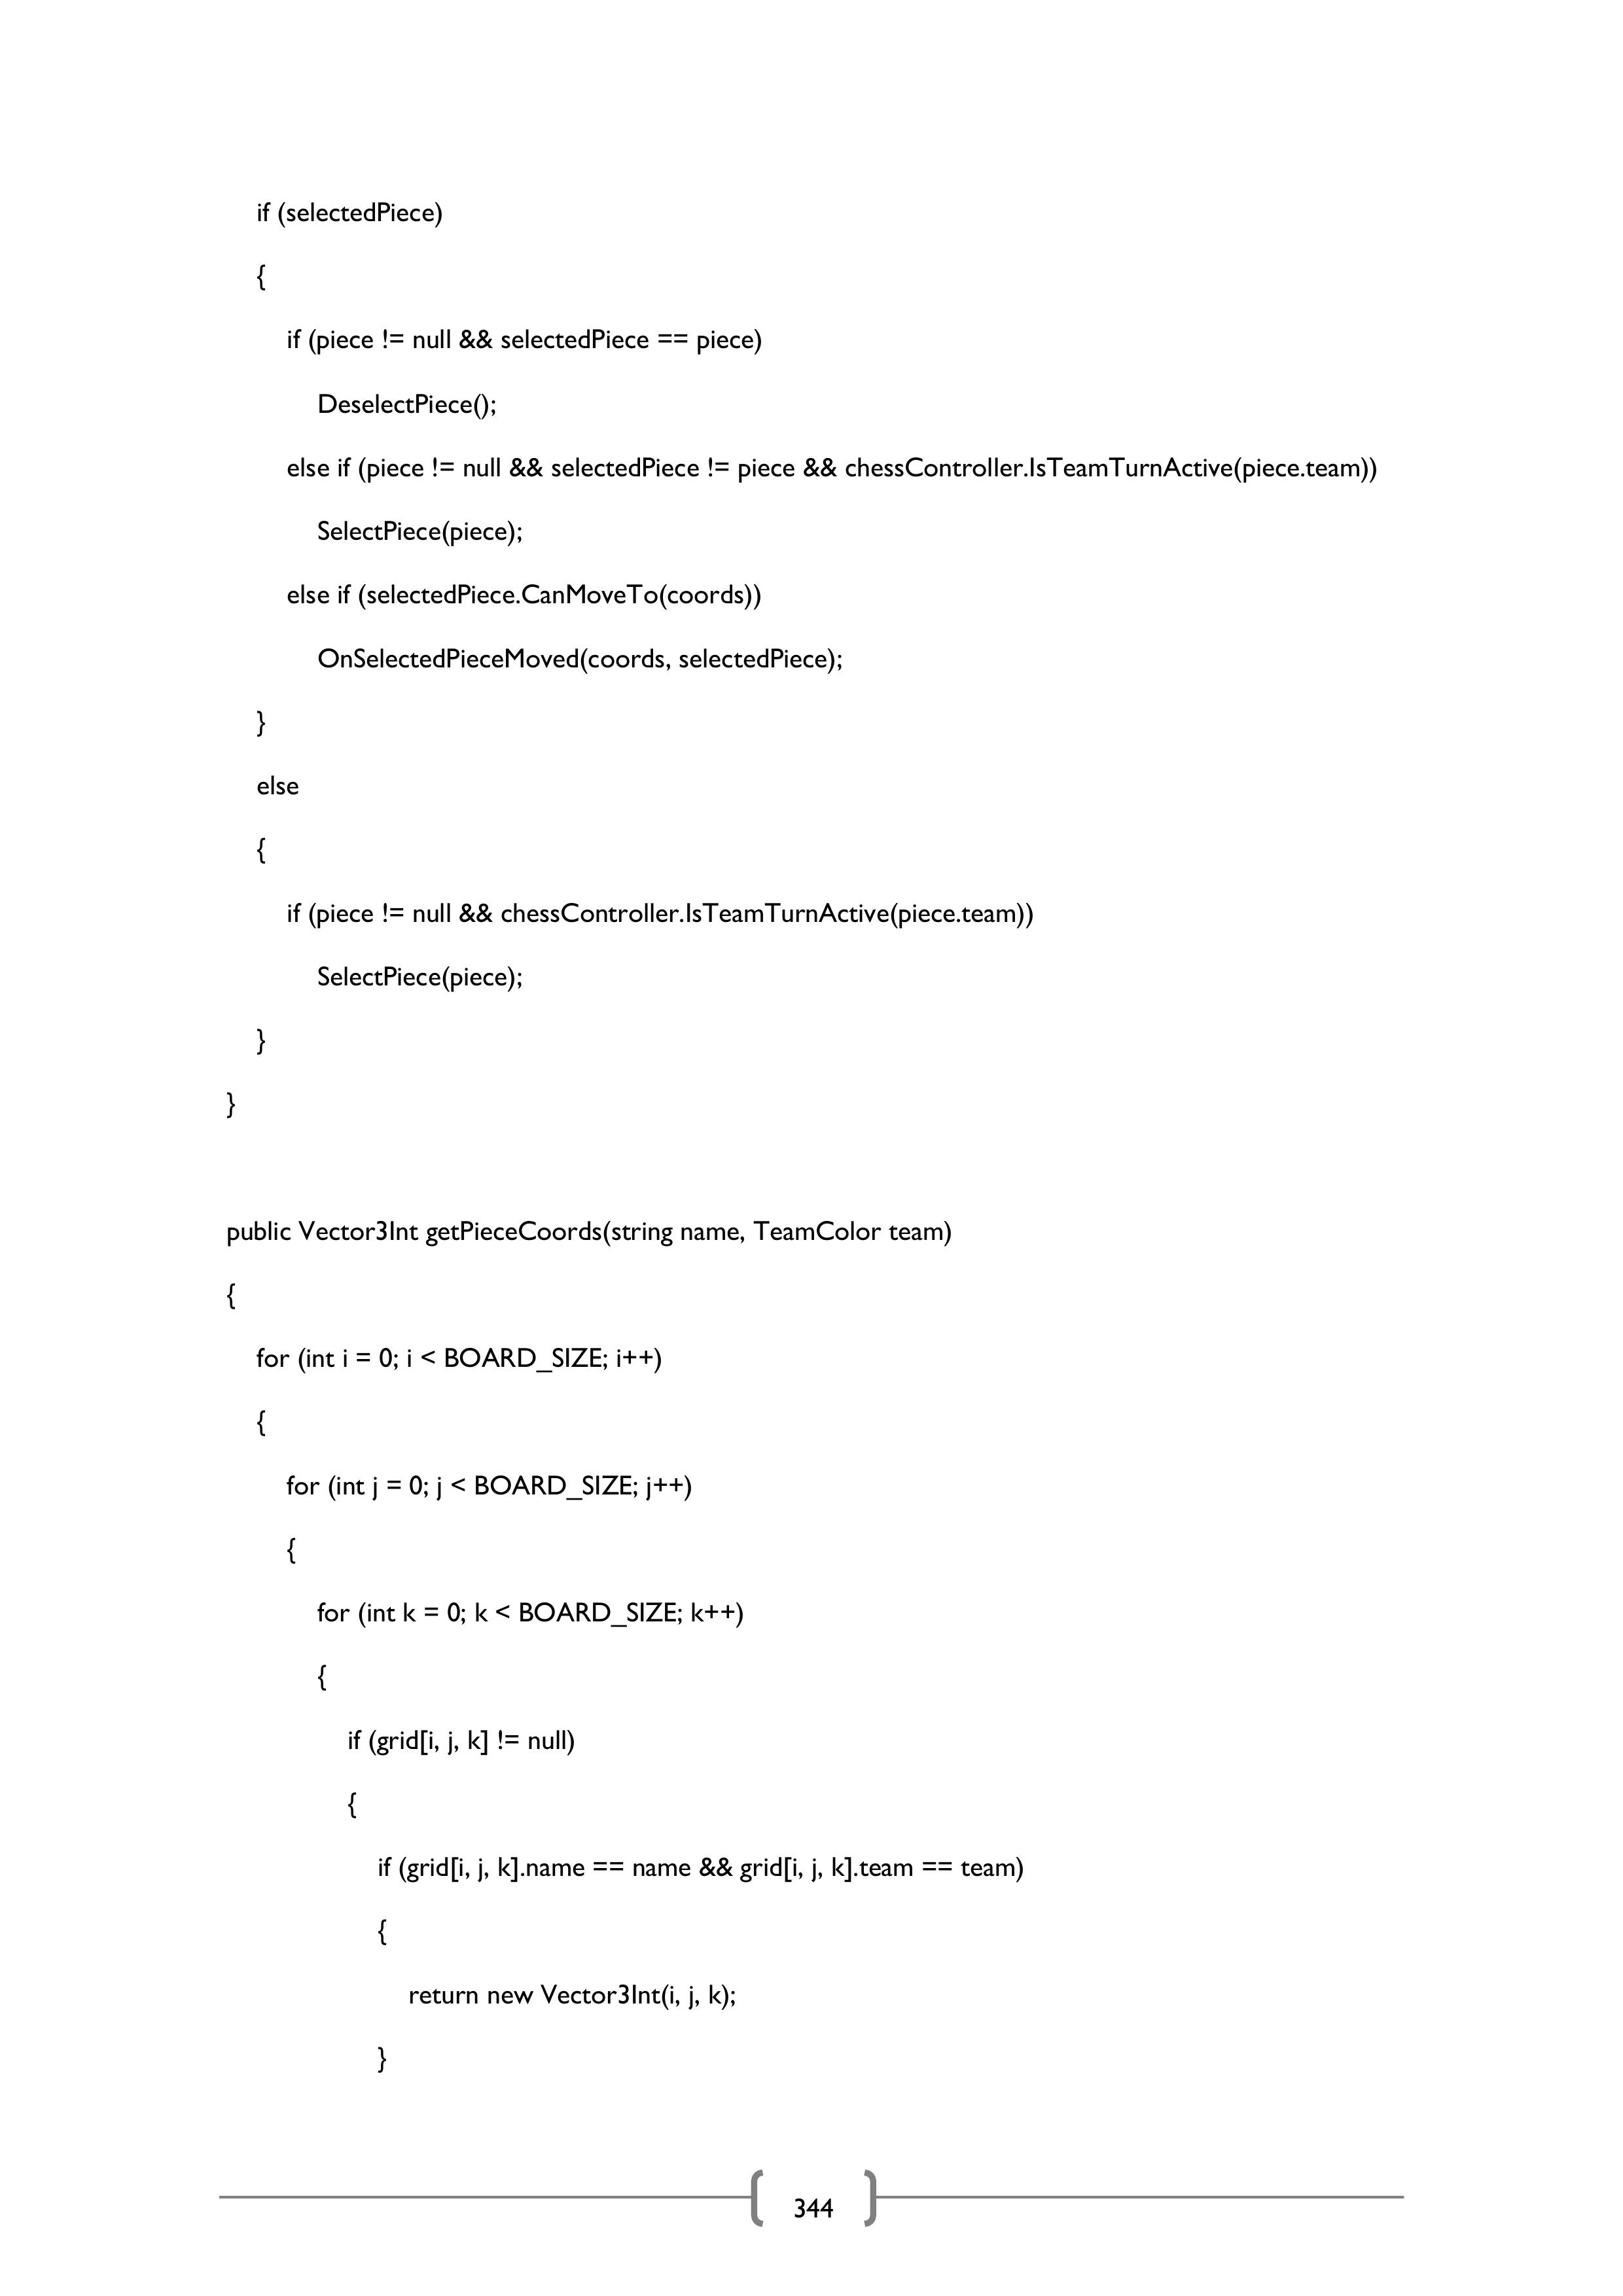 if (selectedPiece)
{
if (piece != null && selectedPiece == piece)
DeselectPiece();
else if (piece != null && selectedPiece != piece && chessController.IsTeamTurnActive(piece.team))
SelectPiece(piece);
else if (selectedPiece.CanMoveTo(coords))
OnSelectedPieceMoved(coords, selectedPiece);
}
else
{
if (piece != null && chessController.IsTeamTurnActive(piece.team))
SelectPiece(piece);
}
}
public Vector3Int getPieceCoords(string name, TeamColor team)
{
for (int i = 0; i < BOARD_SIZE; i++)
{
for (int j = 0; j < BOARD_SIZE; j++)
{
for (int k = 0; k < BOARD_SIZE; k++)
{
if (grid[i, j, k] != null)
{
if (grid[i, j, k].name == name && grid[i, j, k].team == team)
{
return new Vector3Int(i, j, k);
}
344